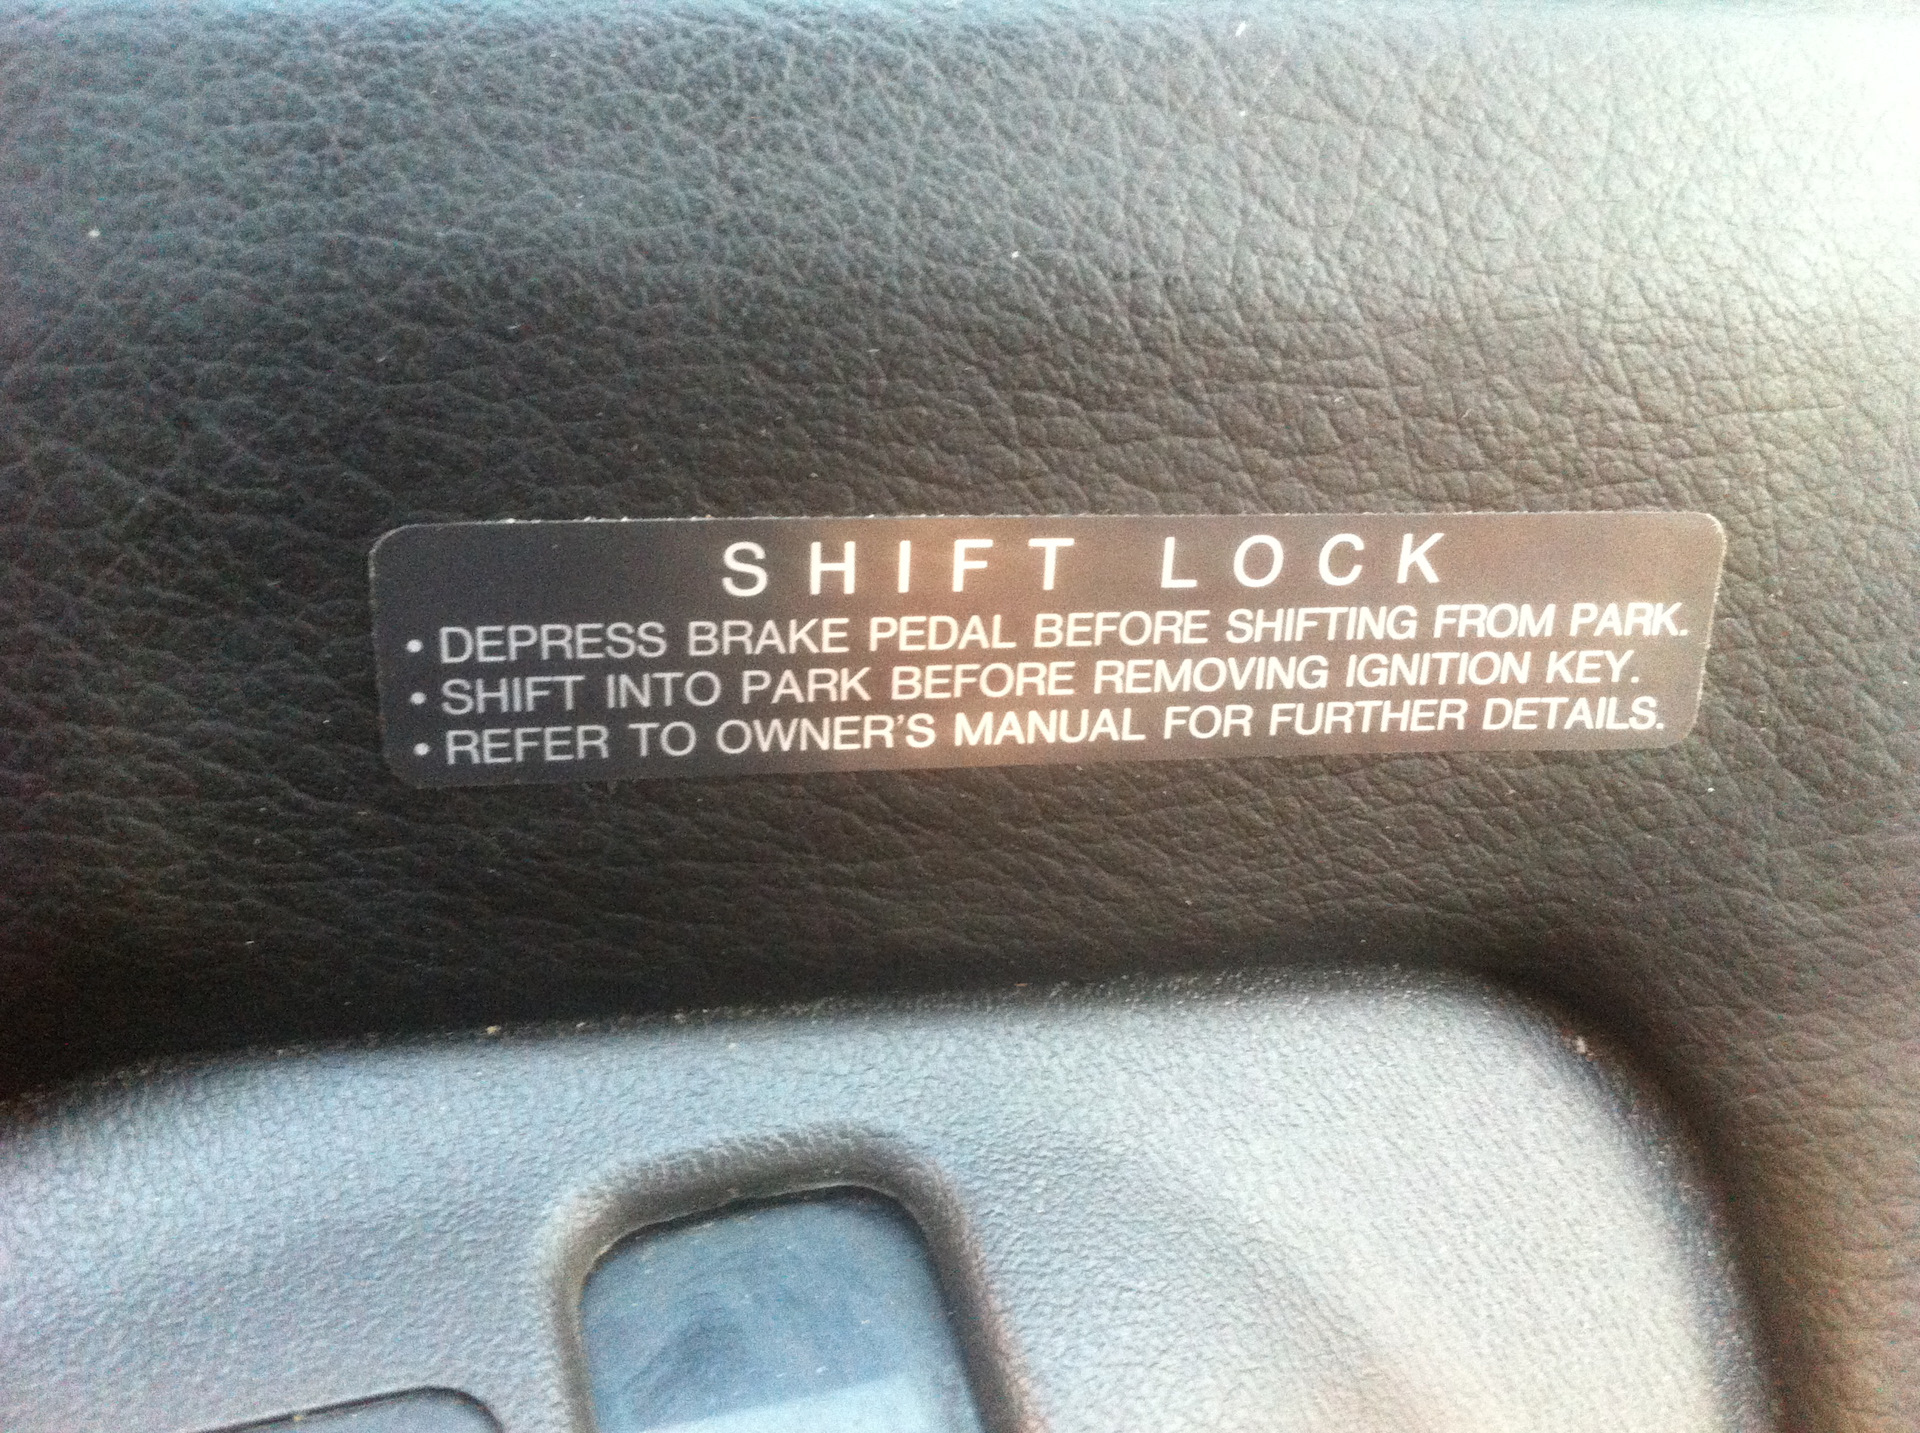 SHIFT LOCK
• DEPRESS BRAKE PEDAL BEFORE SHIFTING FROM PARK.
• SHIFT INTO PARK BEFORE REMOVING IGNITION KEY.
• REFER TO OWNER'S MANUAL FOR FURTHER DETAILS.